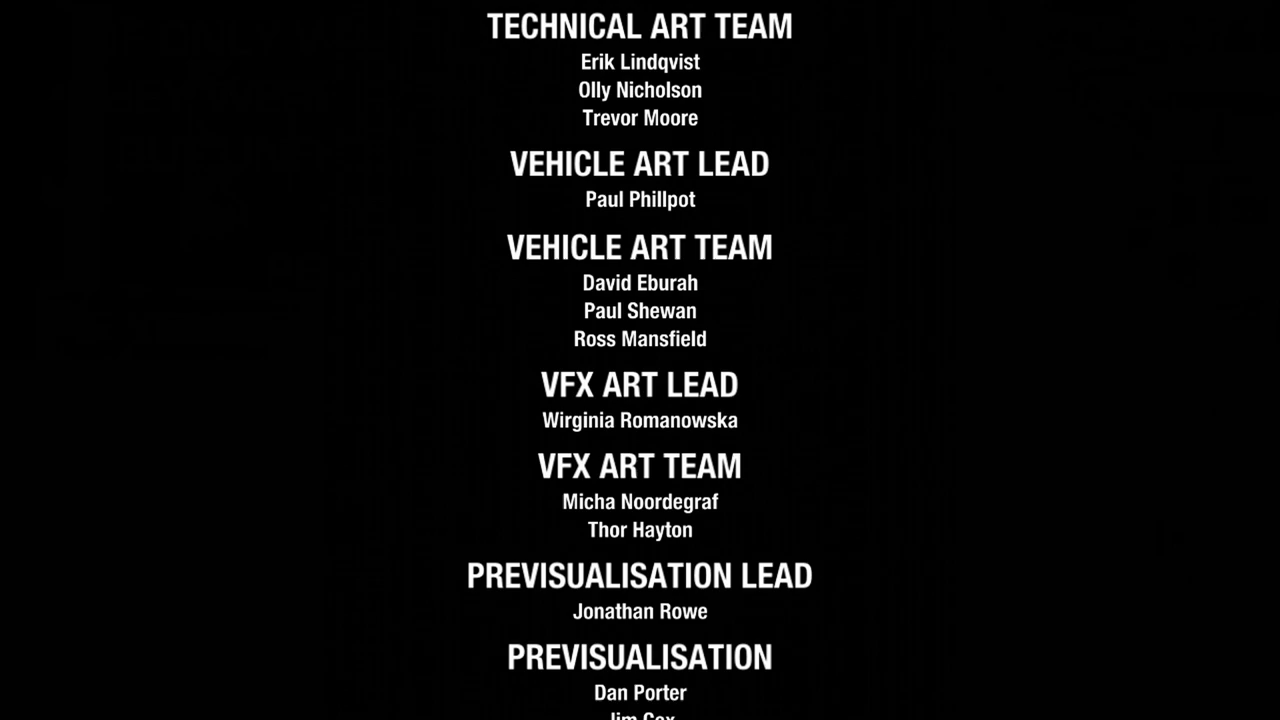 TECHNICAL ART TEAM
Erik Lindqvist
Olly Nicholson
Trevor Moore
VEHICLE ART LEAD
Paul Phillpot
VEHICLE ART TEAM
David Eburah
Paul Shewan
Ross Mansfield
VFX ART LEAD
Wirginia Romanowska
VFX ART TEAM
Micha Noordegraf
Thor Hayton
PREVISUALISATION LEAD
Jonathan Rowe
PREVISUALISATION
Dan Porter
Jim Cox